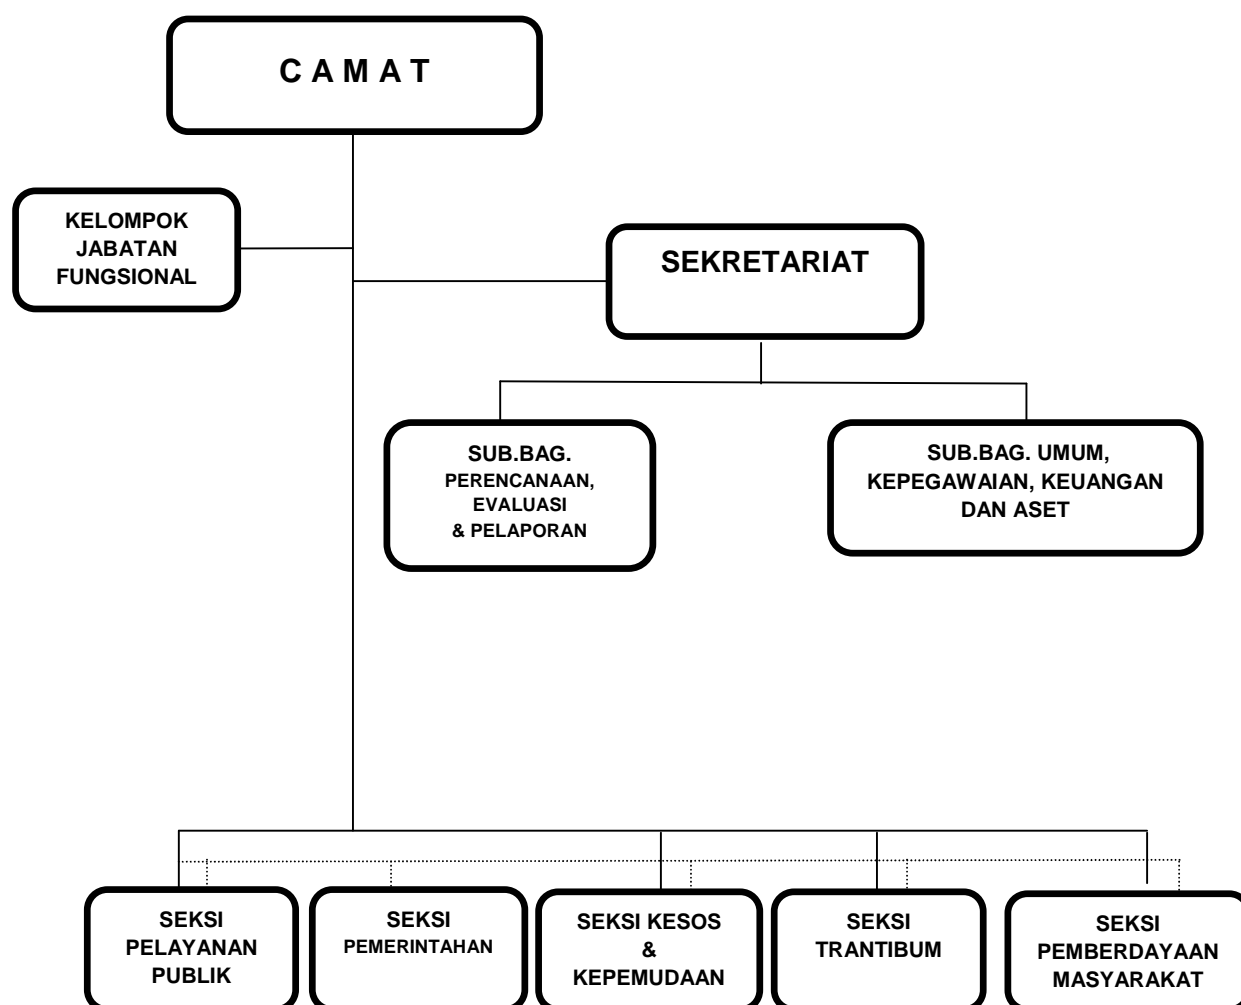 C A M A T
KELOMPOK
JABATAN
FUNGSIONAL
SEKRETARIAT
SUB.BAG.
PERENCANAAN,
EVALUASI
& PELAPORAN
SUB.BAG. UMUM,
KEPEGAWAIAN, KEUANGAN
DAN ASET
SEKSI
PELAYANAN
PUBLIK
SEKSI
PEMERINTAHAN
SEKSI KESOS
&
KEPEMUDAAN
SEKSI
TRANTIBUM
SEKSI
PEMBERDAYAAN
MASYARAKAT